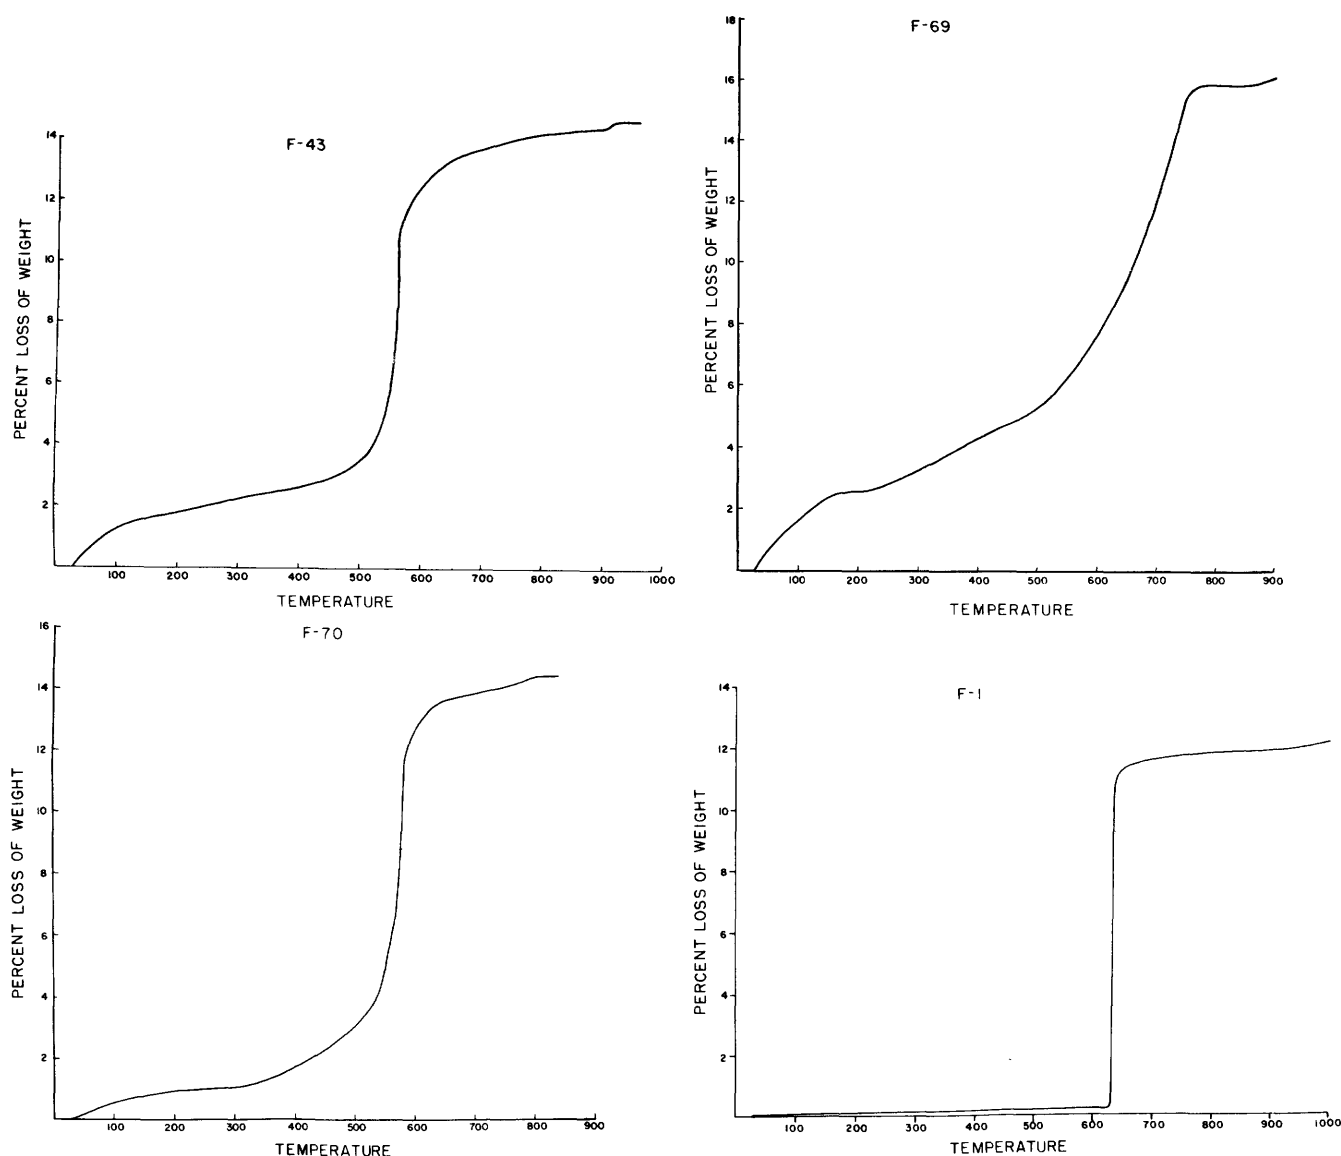 F-43
PERCENT LOSS OF WEIGHT
14
12
10
8
6
4
2
100 200 300 400 500 600 700 800 900 1000
TEMPERATURE
F-69
PERCENT LOSS OF WEIGHT
18
16
14
12
10
8
6
4
2
100 200 300 400 500 600 700 800 900
TEMPERATURE
F-70
PERCENT LOSS OF WEIGHT
16
14
12
10
8
6
4
2
100 200 300 400 500 600 700 800 900
TEMPERATURE
F-1
PERCENT LOSS OF WEIGHT
14
12
10
8
6
4
2
100 200 300 400 500 600 700 800 900 1000
TEMPERATURE